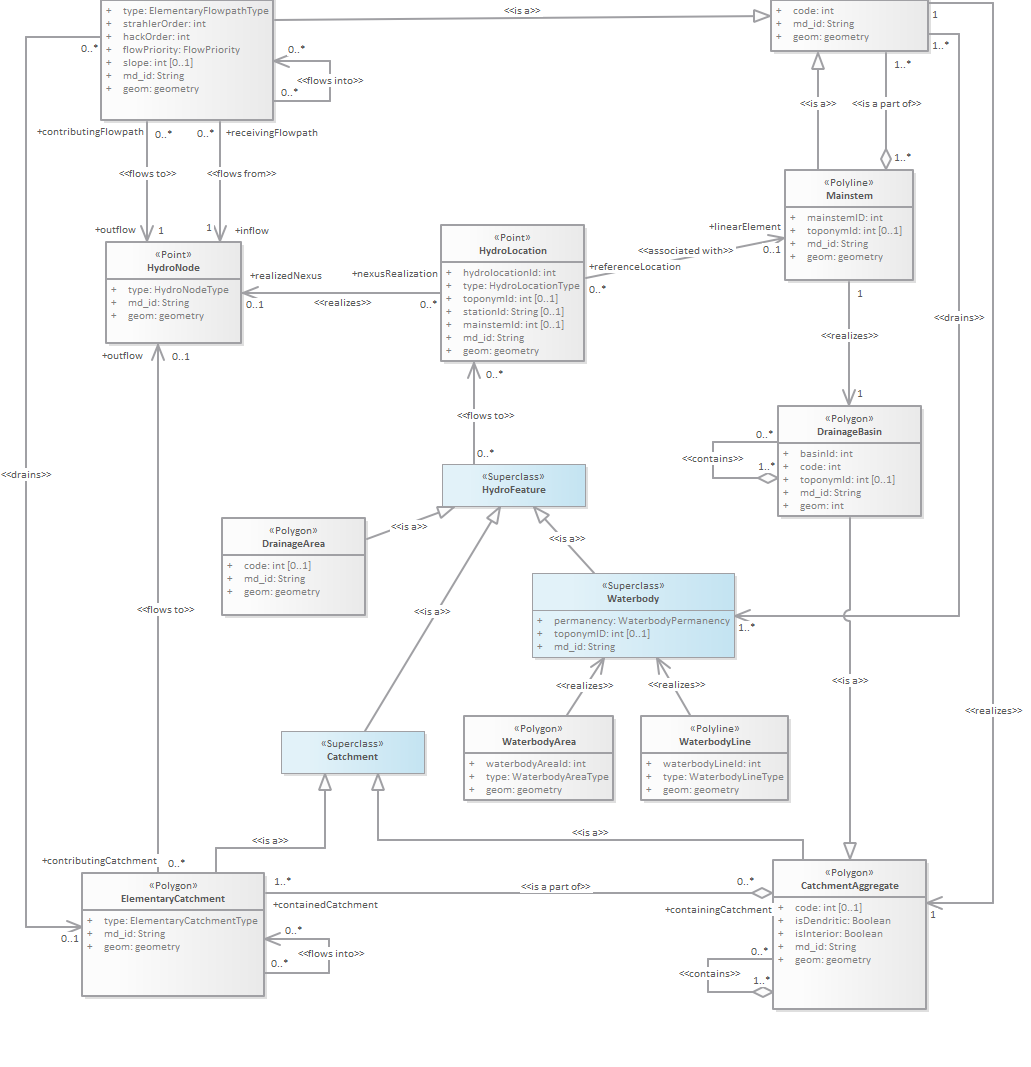 + type: ElementaryFlowpathType
+ strahlerOrder: int
+ hackOrder: int
+ flowPriority: FlowPriority
+ slope: int [0..1]
+ md_id: String
+ geom: geometry
<<is a>>
+ code: int
+ md_id: String
+ geom: geometry
1
1..*
0..*
0..*
<<flows into>>
0..*
1..*
<<is a>>
<<is a part of>>
1..*
+contributingFlowpath
0..*
0..*
+receivingFlowpath
<<flows to>>
<<flows from>>
+outflow
1
1
+inflow
«Polyline»
Mainstem
+ mainstemID: int
+ toponymId: int [0..1]
+ md_id: String
+ geom: geometry
«Point»
HydroNode
+ type: HydroNodeType
+ md_id: String
+ geom: geometry
+realizedNexus
0..1
<<realizes>>
+nexusRealization
0..*
«Point»
HydroLocation
+ hydrolocationId: int
+ type: HydroLocationType
+ toponymId: int [0..1]
+ stationId: String [0..1]
+ mainstemId: int [0..1]
+ md_id: String
+ geom: geometry
+linearElement
<<associated with>>
0..1
+referenceLocation
0..*
1
<<drains>>
<<realizes>>
1
+outflow
0..1
0..*
<<flows to>>
0..*
«Polygon»
DrainageBasin
+ basinId: int
+ code: int
+ toponymId: int [0..1]
+ md_id: String
+ geom: int
0..*
<<contains>>
1..*
<<drains>>
«Superclass»
HydroFeature
«Polygon»
DrainageArea
+ code: int [0..1]
+ md_id: String
+ geom: geometry
<<is a>>
<<is a>>
«Superclass»
Waterbody
+ permanency: WaterbodyPermanency
+ toponymID: int [0..1]
+ md_id: String
1..*
<<flows to>>
<<is a>>
<<is a>>
<<realizes>>
<<realizes>>
<<realizes>>
«Polygon»
WaterbodyArea
+ waterbodyAreaId: int
+ type: WaterbodyAreaType
+ geom: geometry
«Polyline»
WaterbodyLine
+ waterbodyLineId: int
+ type: WaterbodyLineType
+ geom: geometry
«Superclass»
Catchment
<<is a>>
<<is a>>
+contributingCatchment
0..*
«Polygon»
ElementaryCatchment
+ type: ElementaryCatchmentType
+ md_id: String
+ geom: geometry
0..1
1..*
+containedCatchment
<<is a part of>>
0..*
+containingCatchment
0..*
<<flows into>>
0..*
«Polygon»
CatchmentAggregate
+ code: int [0..1]
+ isDendritic: Boolean
+ isInterior: Boolean
+ md_id: String
+ geom: geometry
1
0..*
<<contains>>
1..*